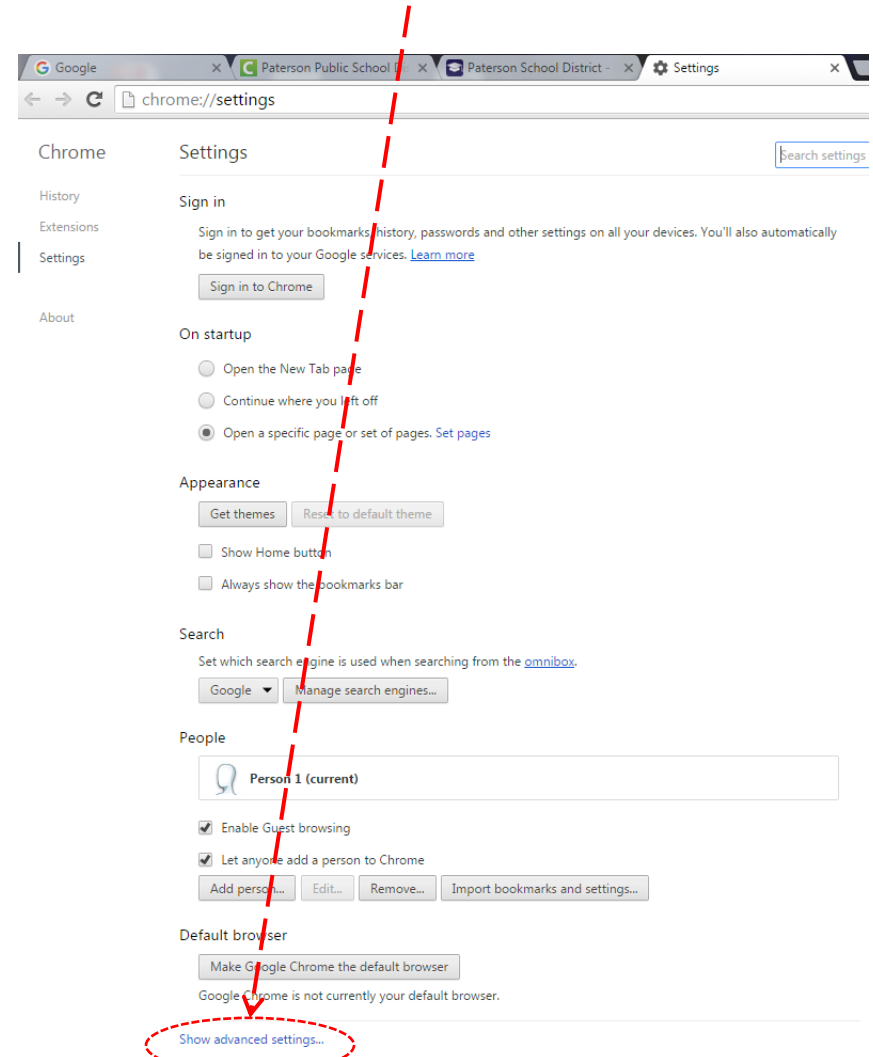 Google
Paterson Public School D
Paterson School District -
Settings
chrome://settings
Chrome
Settings
Search settings
History
Extensions
Settings
About
Sign in
Sign in to get your bookmarks, history, passwords and other settings on all your devices. You'll also automatically
be signed in to your Google services. Learn more
Sign in to Chrome
On startup
Open the New Tab page
Continue where you left off
Open a specific page or set of pages. Set pages
Appearance
Get themes
Reset to default theme
Show Home button
Always show the bookmarks bar
Search
Set which search engine is used when searching from the omnibox.
Google
Manage search engines...
People
Person 1 (current)
Enable Guest browsing
Let anyone add a person to Chrome
Add person...
Edit...
Remove...
Import bookmarks and settings...
Default browser
Make Google Chrome the default browser
Google Chrome is not currently your default browser.
Show advanced settings...